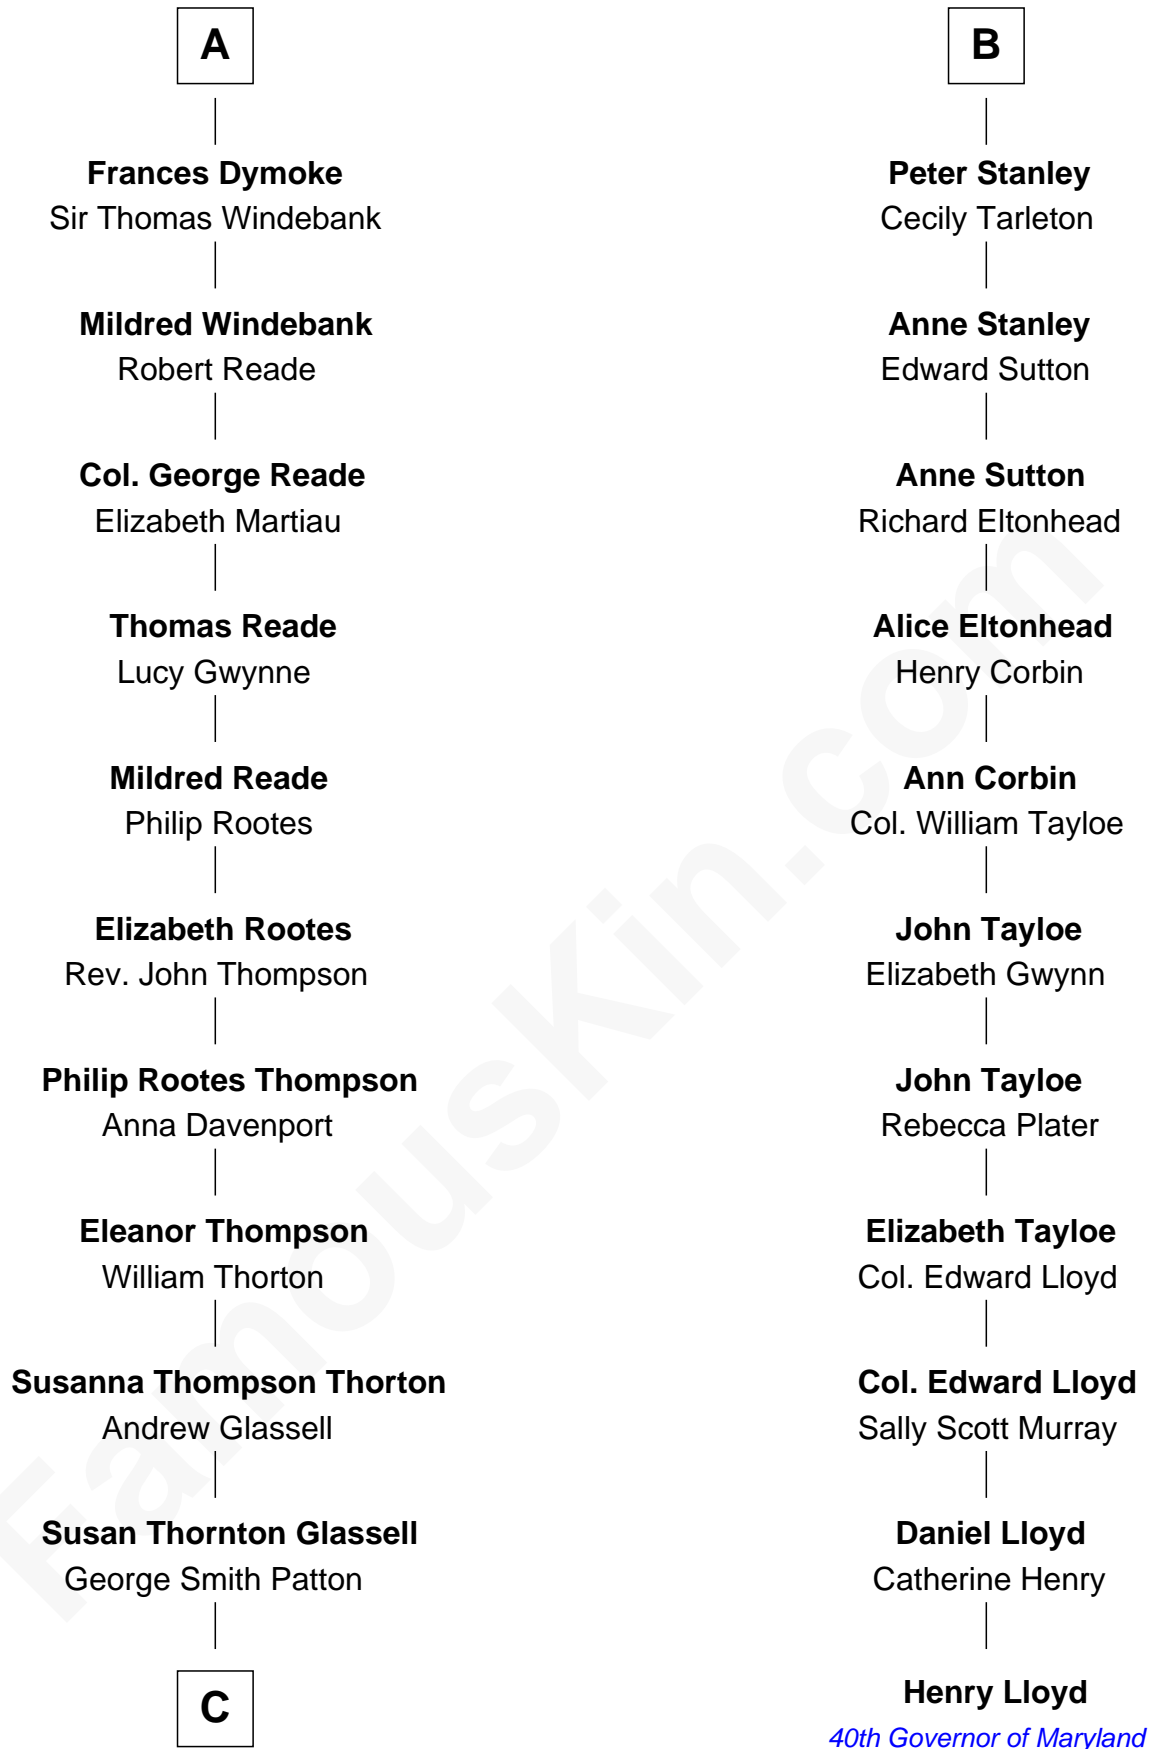 A
Frances Dymoke
Sir Thomas Windebank
Mildred Windebank
Robert Reade
Col. George Reade
Elizabeth Martiau
Thomas Reade
Lucy Gwynne
Mildred Reade
Philip Rootes
Elizabeth Rootes
Rev. John Thompson
Philip Rootes Thompson
Anna Davenport
Eleanor Thompson
William Thorton
Susanna Thompson Thorton
Andrew Glassell
Susan Thornton Glassell
George Smith Patton
C
B
Peter Stanley
Cecily Tarleton
Anne Stanley
Edward Sutton
Anne Sutton
Richard Eltonhead
Alice Eltonhead
Henry Corbin
Ann Corbin
Col. William Tayloe
John Tayloe
Elizabeth Gwynn
John Tayloe
Rebecca Plater
Elizabeth Tayloe
Col. Edward Lloyd
Col. Edward Lloyd
Sally Scott Murray
Daniel Lloyd
Catherine Henry
Henry Lloyd
40th Governor of Maryland
FamousKin.com